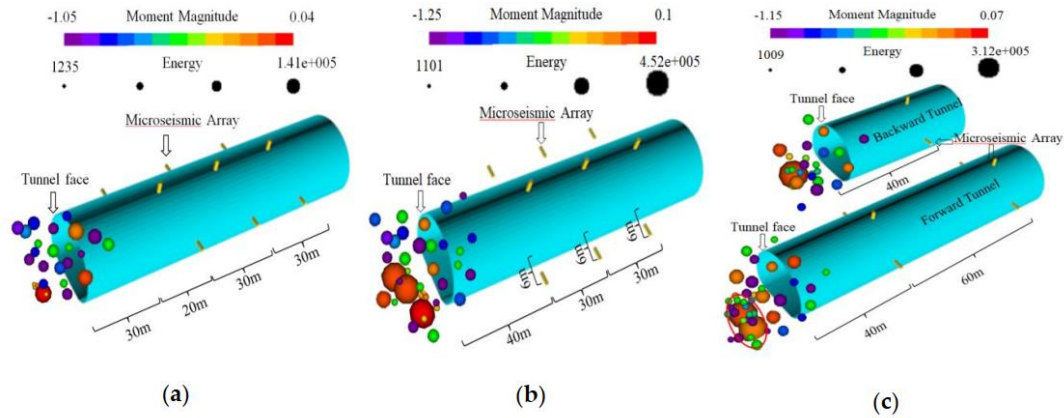 -1.05 Moment Magnitude 0.04
1235 Energy 1.41e+005
Microseismic Array
Tunnel face
30m
20m
30m
30m
(a)
-1.25 Moment Magnitude 0.1
1101 Energy 4.52e+005
Microseismic Array
Tunnel face
6m
6m
6m
40m
30m
30m
(b)
-1.15 Moment Magnitude 0.07
1009 Energy 3.12e+005
Tunnel face
Backward Tunnel
Microseismic Array
40m
Tunnel face
Forward Tunnel
60m
40m
(c)